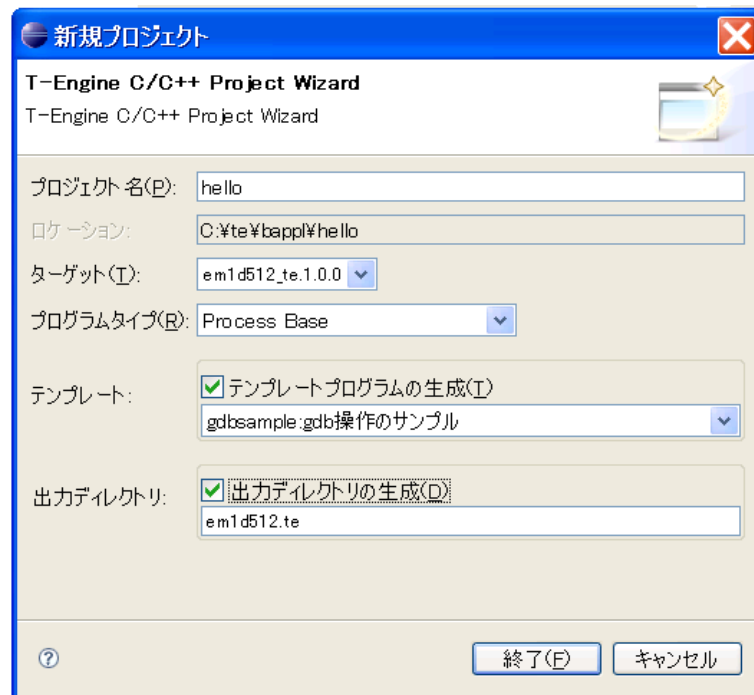 新規プロジェクト
T-Engine C/C++ Project Wizard
T-Engine C/C++ Project Wizard
プロジェクト名(P): hello
ロケーション: C:¥te¥bappl¥hello
ターゲット(T): em1d512_te.1.0.0
プログラムタイプ(R): Process Base
テンプレート: テンプレートプログラムの生成(T)
gdbsample:gdb操作のサンプル
出力ディレクトリ: 出力ディレクトリの生成(D)
em1d512.te
? 終了(F) キャンセル